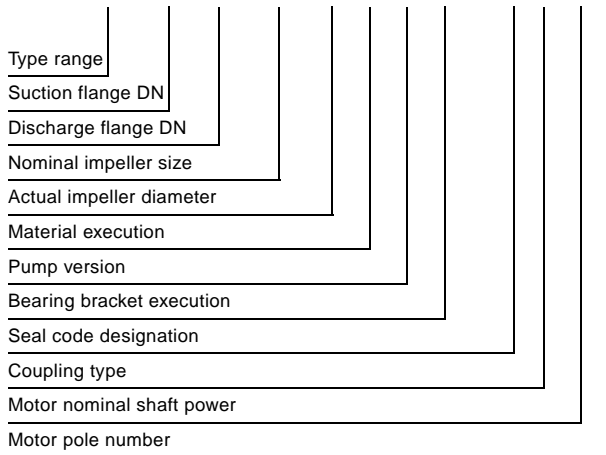 Type range
Suction flange DN
Discharge flange DN
Nominal impeller size
Actual impeller diameter
Material execution
Pump version
Bearing bracket execution
Seal code designation
Coupling type
Motor nominal shaft power
Motor pole number